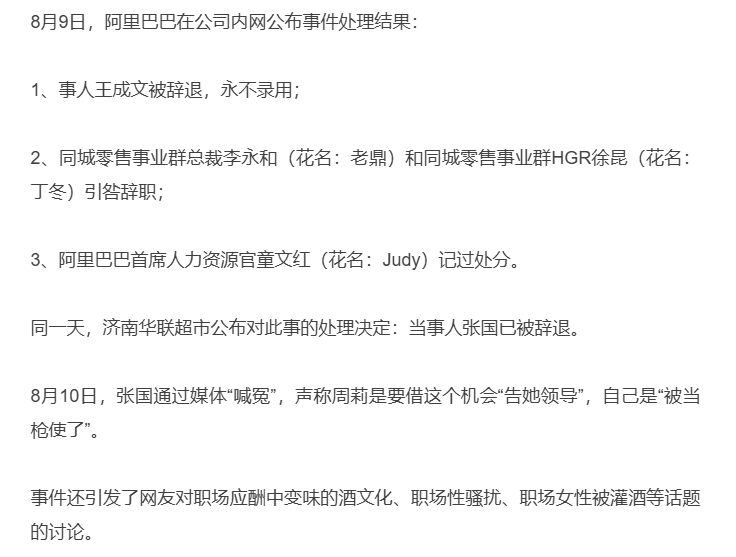 8月9日，阿里巴巴在公司内网公布事件处理结果：
1、事人王成文被辞退，永不录用；
2、同城零售事业群总裁李永和（花名：老鼎）和同城零售事业群HGR徐昆（花名：
丁冬）引咎辞职；
3、阿里巴巴首席人力资源官童文红（花名：Judy）记过处分。
同一天，济南华联超市公布对此事的处理决定：当事人张国已被辞退。
8月10日，张国通过媒体“喊冤”，声称周莉是要借这个机会“告她领导”，自己是“被当
枪使了”。
事件还引发了网友对职场应酬中变味的酒文化、职场性骚扰、职场女性被灌酒等话题
的讨论。